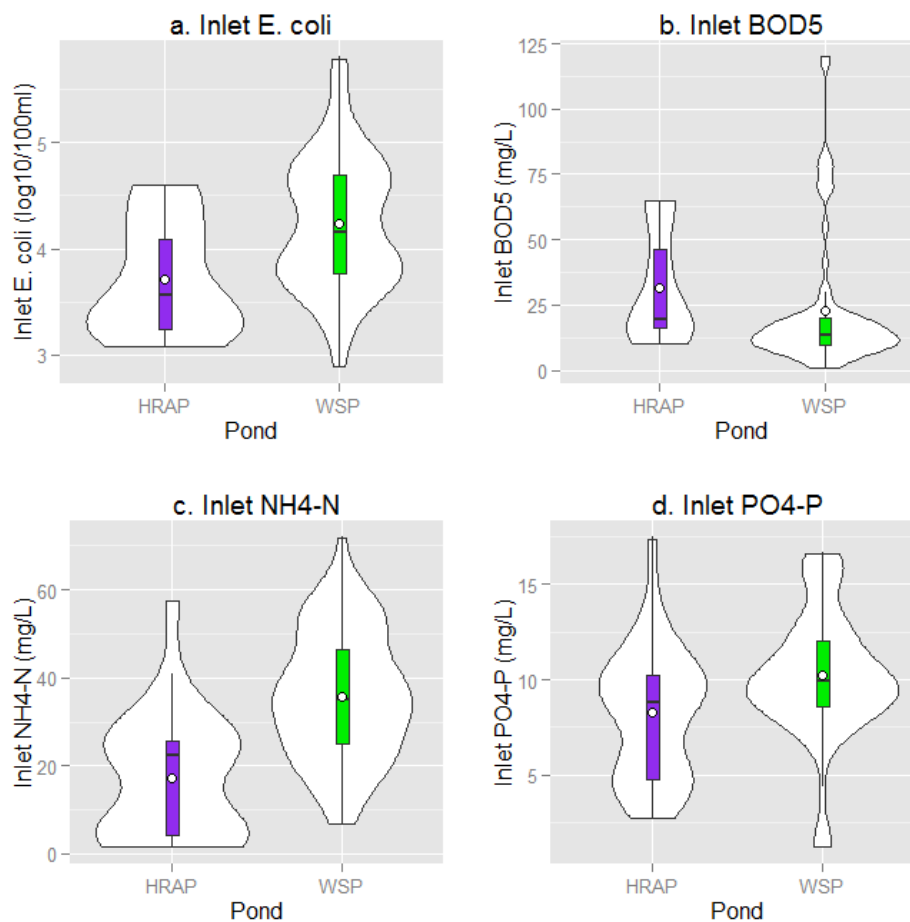 a. Inlet E. coli
Inlet E. coli (log10/100ml)
5
4
3
HRAP WSP
Pond
b. Inlet BOD5
Inlet BOD5 (mg/L)
125
100
75
50
25
0
HRAP WSP
Pond
c. Inlet NH4-N
Inlet NH4-N (mg/L)
60
40
20
0
HRAP WSP
Pond
d. Inlet PO4-P
Inlet PO4-P (mg/L)
15
10
5
HRAP WSP
Pond